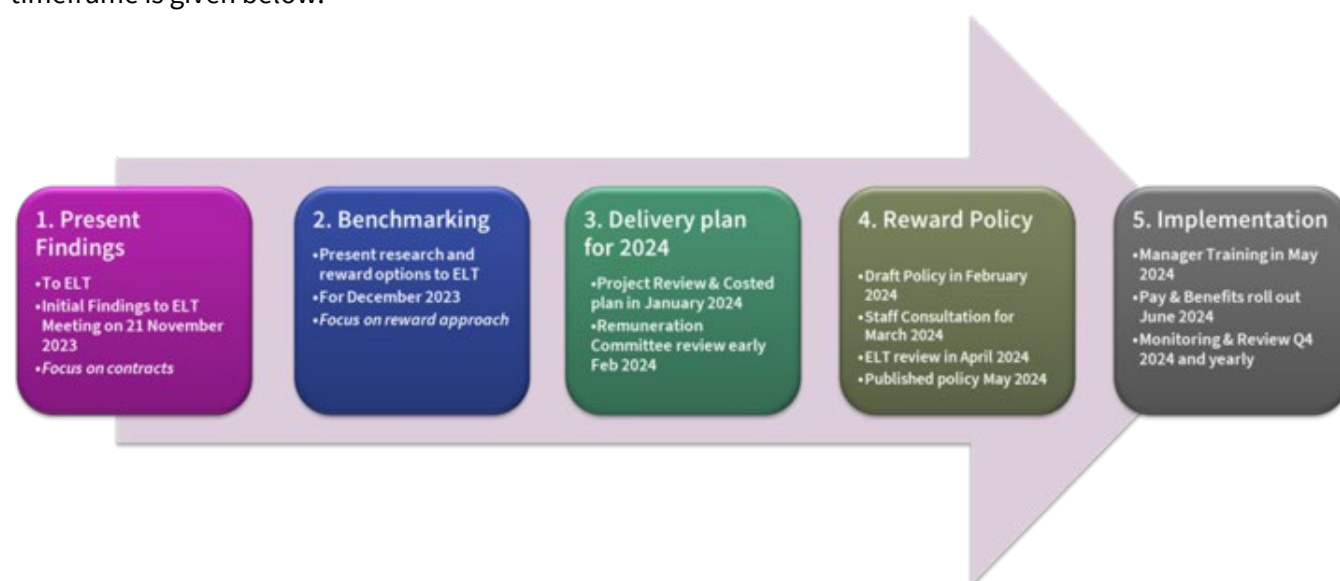 timeframe is given below.
1. Present
Findings
•To ELT
•Initial Findings to ELT
Meeting on 21 November
2023
•Focus on contracts
2. Benchmarking
•Present research and
reward options to ELT
•For December 2023
•Focus on reward approach
3. Delivery plan
for 2024
•Project Review & Costed
plan in January 2024
•Remuneration
Committee review early
Feb 2024
4. Reward Policy
•Draft Policy in February
2024
•Staff Consultation for
March 2024
•ELT review in April 2024
•Published policy May 2024
5. Implementation
•Manager Training in May
2024
•Pay & Benefits roll out
June 2024
•Monitoring & Review Q4
2024 and yearly